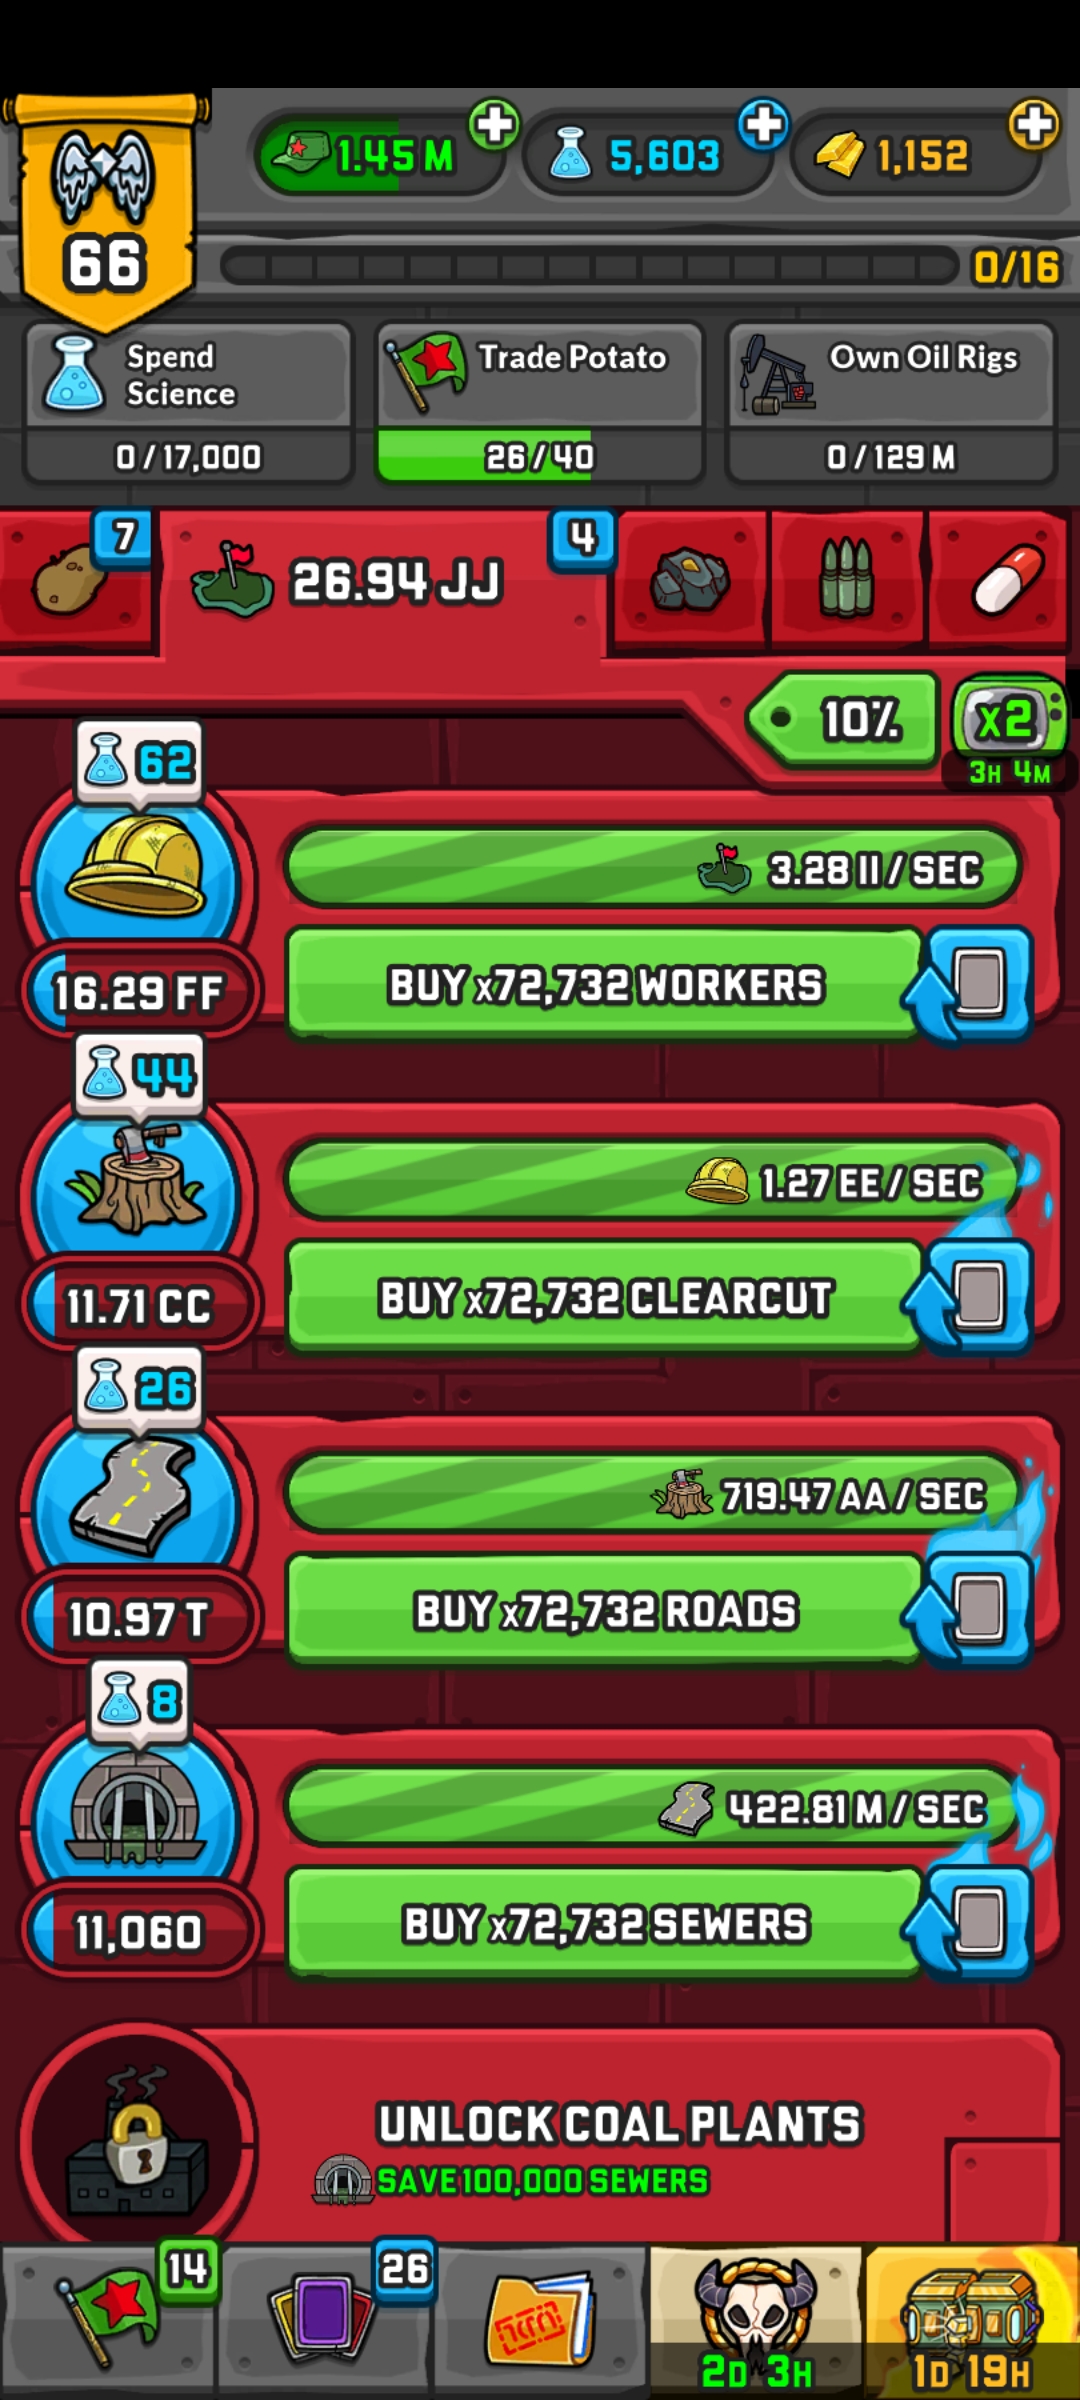 1.45 M
5,603
1,152
66
0/16
Spend
Science
0/17,000
Trade Potato
26/40
Own Oil Rigs
0/129 M
7
26.94 JJ
4
10%
x2
3H 4M
62
3.28 II/SEC
16.29 FF
BUY x72,732 WORKERS
44
1.27 EE/SEC
11.71 CC
BUY x72,732 CLEARCUT
26
719.47 AA/SEC
10.97 T
BUY x72,732 ROADS
8
422.81 M/SEC
11,060
BUY x72,732 SEWERS
UNLOCK COAL PLANTS
SAVE 100,000 SEWERS
14
26
2D 3H
1D 19H